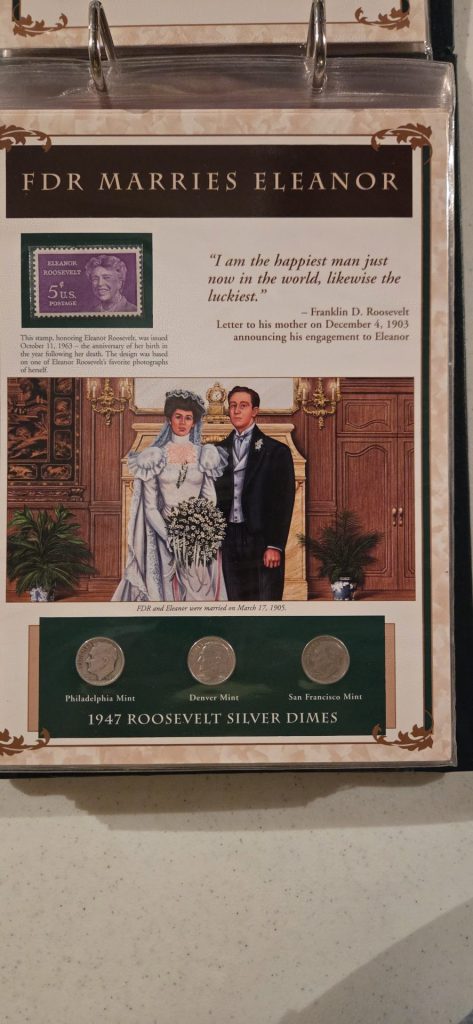 FDR MARRIES ELEANOR
ELEANOR
ROOSEVELT
5¢ U.S.
POSTAGE
This stamp, honoring Eleanor Roosevelt, was issued
October 11, 1963 – the anniversary of her birth in
the year following her death. The design was based
on one of Eleanor Roosevelt's favorite photographs
of herself.
"I am the happiest man just
now in the world, likewise the
luckiest."
– Franklin D. Roosevelt
Letter to his mother on December 4, 1903
announcing his engagement to Eleanor
FDR and Eleanor were married on March 17, 1905.
Philadelphia Mint
Denver Mint
San Francisco Mint
1947 ROOSEVELT SILVER DIMES